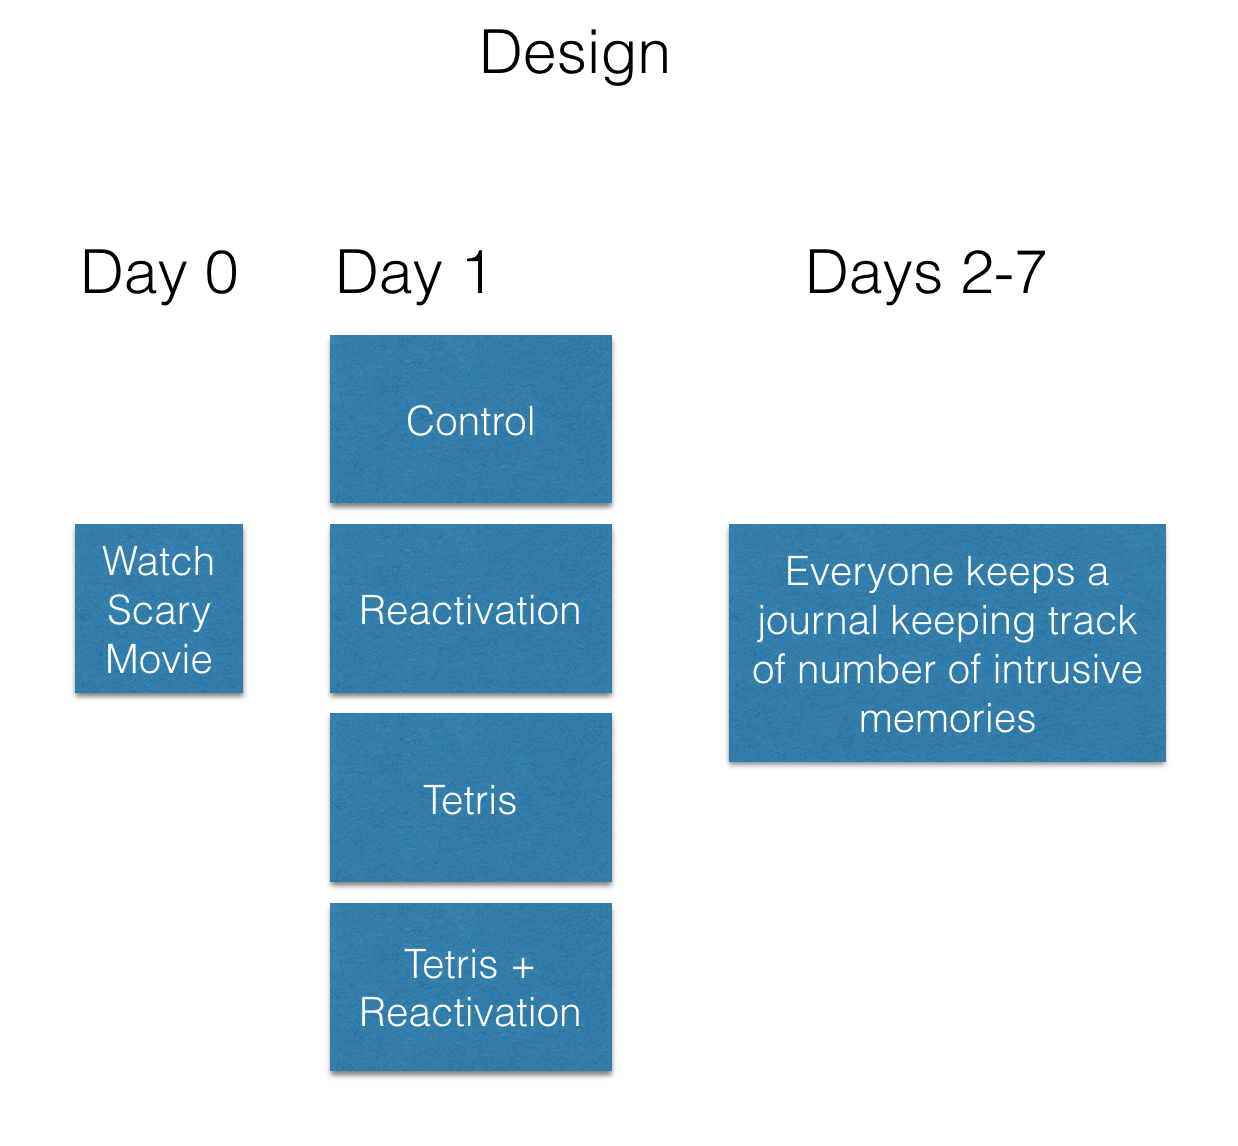 Design
Day 0
Day 1
Days 2-7
Watch
Scary
Movie
Control
Reactivation
Tetris
Tetris +
Reactivation
Everyone keeps a
journal keeping track
of number of intrusive
memories